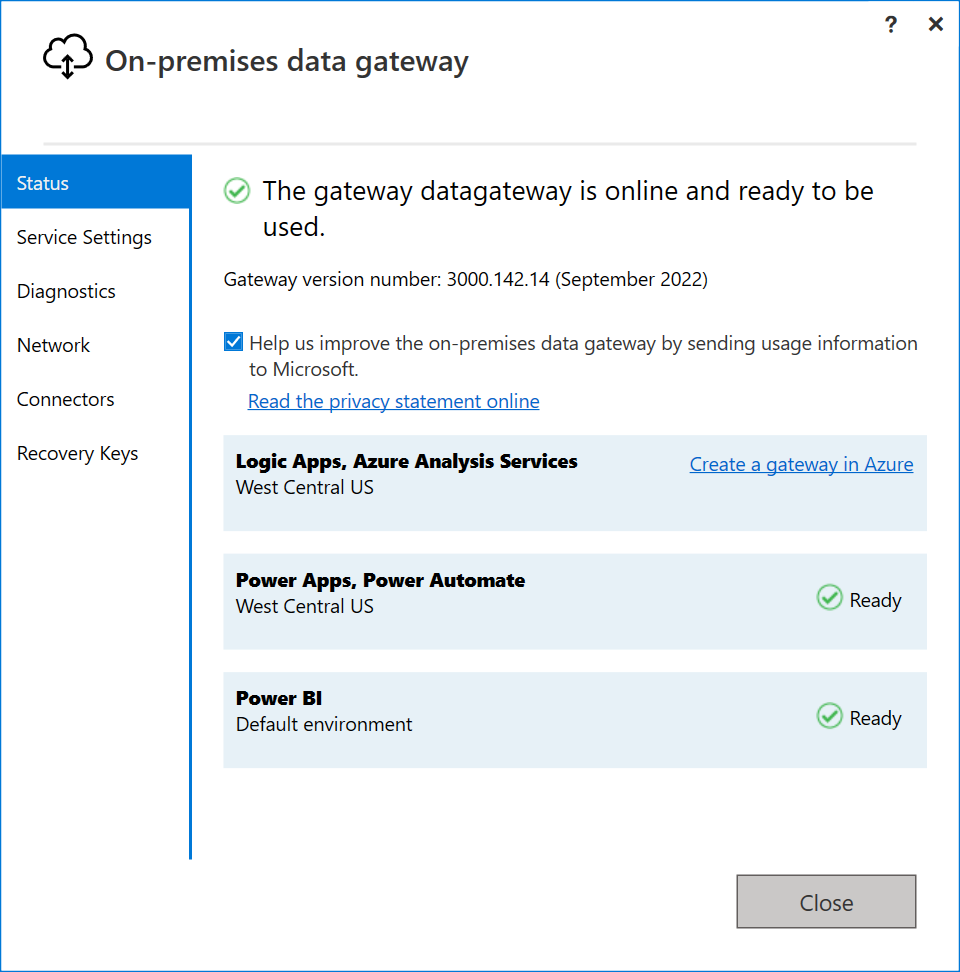 ?
On-premises data gateway
Status
Service Settings
Diagnostics
Network
Connectors
Recovery Keys
The gateway datagateway is online and ready to be
used.
Gateway version number: 3000.142.14 (September 2022)
Help us improve the on-premises data gateway by sending usage information
to Microsoft.
Read the privacy statement online
Logic Apps, Azure Analysis Services
Create a gateway in Azure
West Central US
Power Apps, Power Automate
West Central US
Ready
Power BI
Default environment
Ready
Close